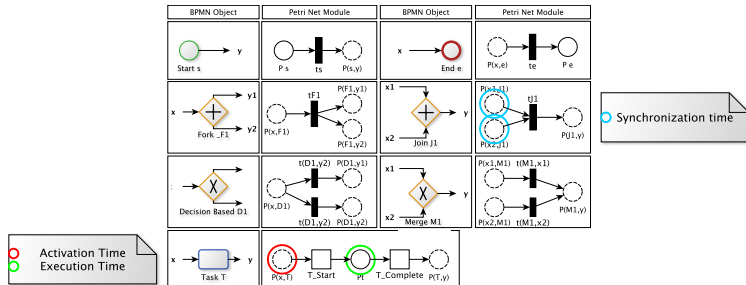 BPMN Object Petri Net Module BPMN Object Petri Net Module
y
Start s
P s ts P(s,y)
x
End e
P(x,e) te P e
x y1 y2
Fork _F1
P(x,F1) tF1 P(F1,y1) P(F1,y2)
x1 x2 y
Join J1
P(x1,J1) P(x2,J1) tJ1 P(J1,y)
Synchronization time
Decision Based D1
P(x,D1) t(D1,y2) P(D1,y1)
t(D1,y2) P(D1,y2)
x1 x2 y
Merge M1
P(x1,M1) t(M1,x1)
P(M1,y)
P(x2,M1) t(M1,x2)
Activation Time
Execution Time
x Task T y
P(x,T) T_Start Pt T_Complete P(T,y)